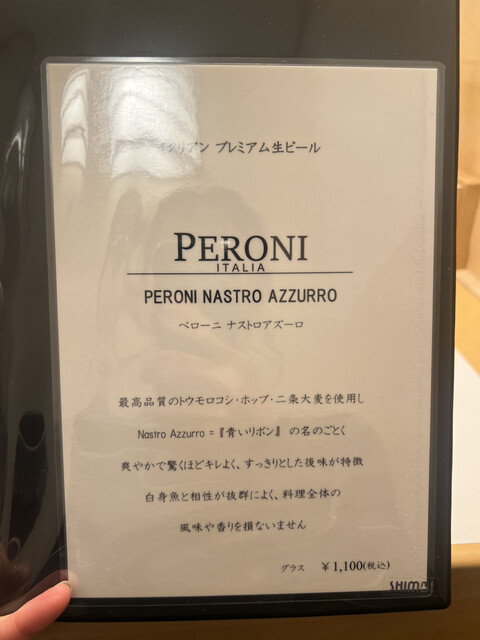 イタリアン プレミアム生ビール
PERONI
ITALIA
PERONI NASTRO AZZURRO
ペローニ ナストロアズーロ
最高品質のトウモロコシ・ホップ・二条大麦を使用し
Nastro Azzurro = 『青いリボン』 の名のごとく
爽やかで驚くほどキレよく、すっきりとした後味が特徴
白身魚と相性が抜群によく、料理全体の
風味や香りを損ないません
グラス ¥1,100(税込)